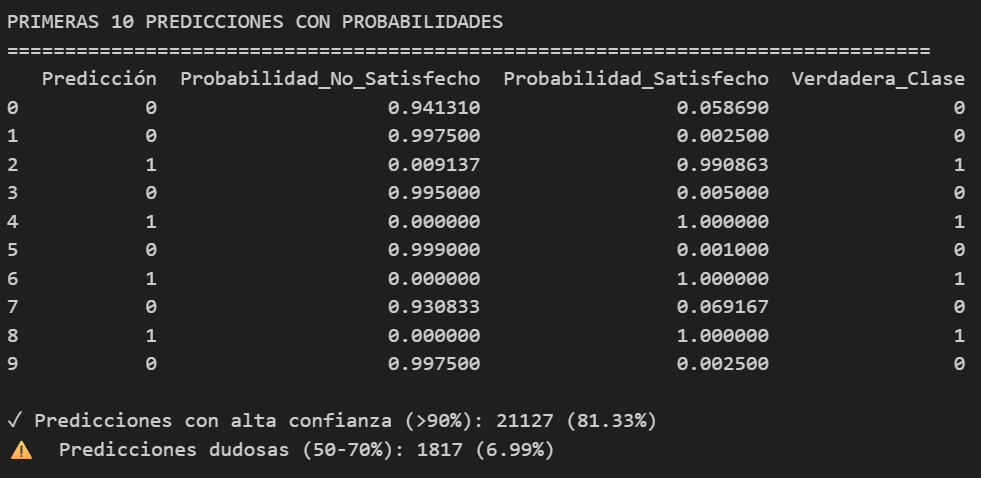 PRIMERAS 10 PREDICCIONES CON PROBABILIDADES
================================================================================
   Predicción  Probabilidad_No_Satisfecho  Probabilidad_Satisfecho  Verdadera_Clase
0           0                    0.941310                 0.058690                0
1           0                    0.997500                 0.002500                0
2           1                    0.009137                 0.990863                1
3           0                    0.995000                 0.005000                0
4           1                    0.000000                 1.000000                1
5           0                    0.999000                 0.001000                0
6           1                    0.000000                 1.000000                1
7           0                    0.930833                 0.069167                0
8           1                    0.000000                 1.000000                1
9           0                    0.997500                 0.002500                0
✓ Predicciones con alta confianza (>90%): 21127 (81.33%)
⚠️  Predicciones dudosas (50-70%): 1817 (6.99%)